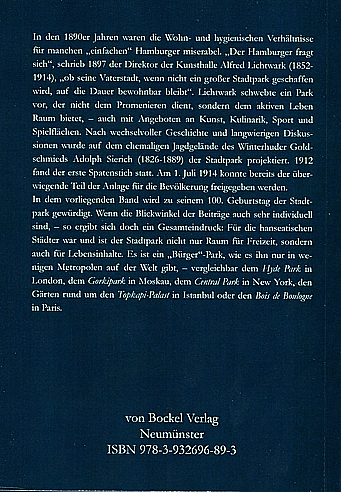 In den 1890er Jahren waren die Wohn- und hygienischen Verhältnisse
für manchen „einfachen" Hamburger miserabel. „Der Hamburger fragt
sich", schrieb 1897 der Direktor der Kunsthalle Alfred Lichtwark (1852-
1914), „ob seine Vaterstadt, wenn nicht ein großer Stadtpark geschaffen
wird, auf die Dauer bewohnbar bleibt". Lichtwark schwebte ein Park
vor, der nicht dem Promenieren dient, sondern dem aktiven Leben
Raum bietet, – auch mit Angeboten an Kunst, Kulinarik, Sport und
Spielflächen. Nach wechselvoller Geschichte und langwierigen Diskus-
sionen wurde auf dem ehemaligen Jagdgelände des Winterhuder Gold-
schmieds Adolph Sierich (1826-1889) der Stadtpark projektiert. 1912
fand der erste Spatenstich statt. Am 1. Juli 1914 konnte bereits der über-
wiegende Teil der Anlage für die Bevölkerung freigegeben werden.
In dem vorliegenden Band wird zu seinem 100. Geburtstag der Stadt-
park gewürdigt. Wenn die Blickwinkel der Beiträge auch sehr individuell
sind, – so ergibt sich doch ein Gesamteindruck: Für die hanseatischen
Städter war und ist der Stadtpark nicht nur Raum für Freizeit, sondern
auch für Lebensinhalte. Es ist ein „Bürger"-Park, wie es ihn nur in we-
nigen Metropolen auf der Welt gibt, – vergleichbar dem Hyde Park in
London, dem Gorkipark in Moskau, dem Central Park in New York, den
Gärten rund um den Topkapi-Palast in Istanbul oder den Bois de Boulogne
in Paris.
von Bockel Verlag
Neumünster
ISBN 978-3-932696-89-3